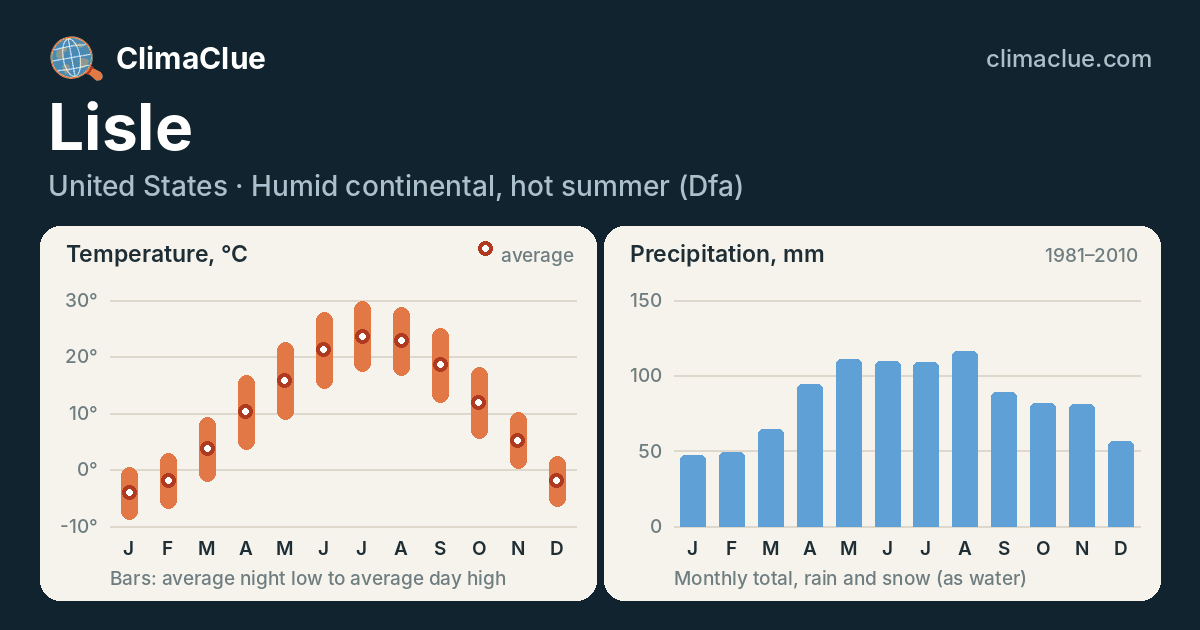 ClimaClue
climaclue.com
Lisle
United States · Humid continental, hot summer (Dfa)
Temperature, °C
average
30°
20°
10°
0°
-10°
J F M A M J J A S O N D
Bars: average night low to average day high
Precipitation, mm
1981–2010
150
100
50
0
J F M A M J J A S O N D
Monthly total, rain and snow (as water)